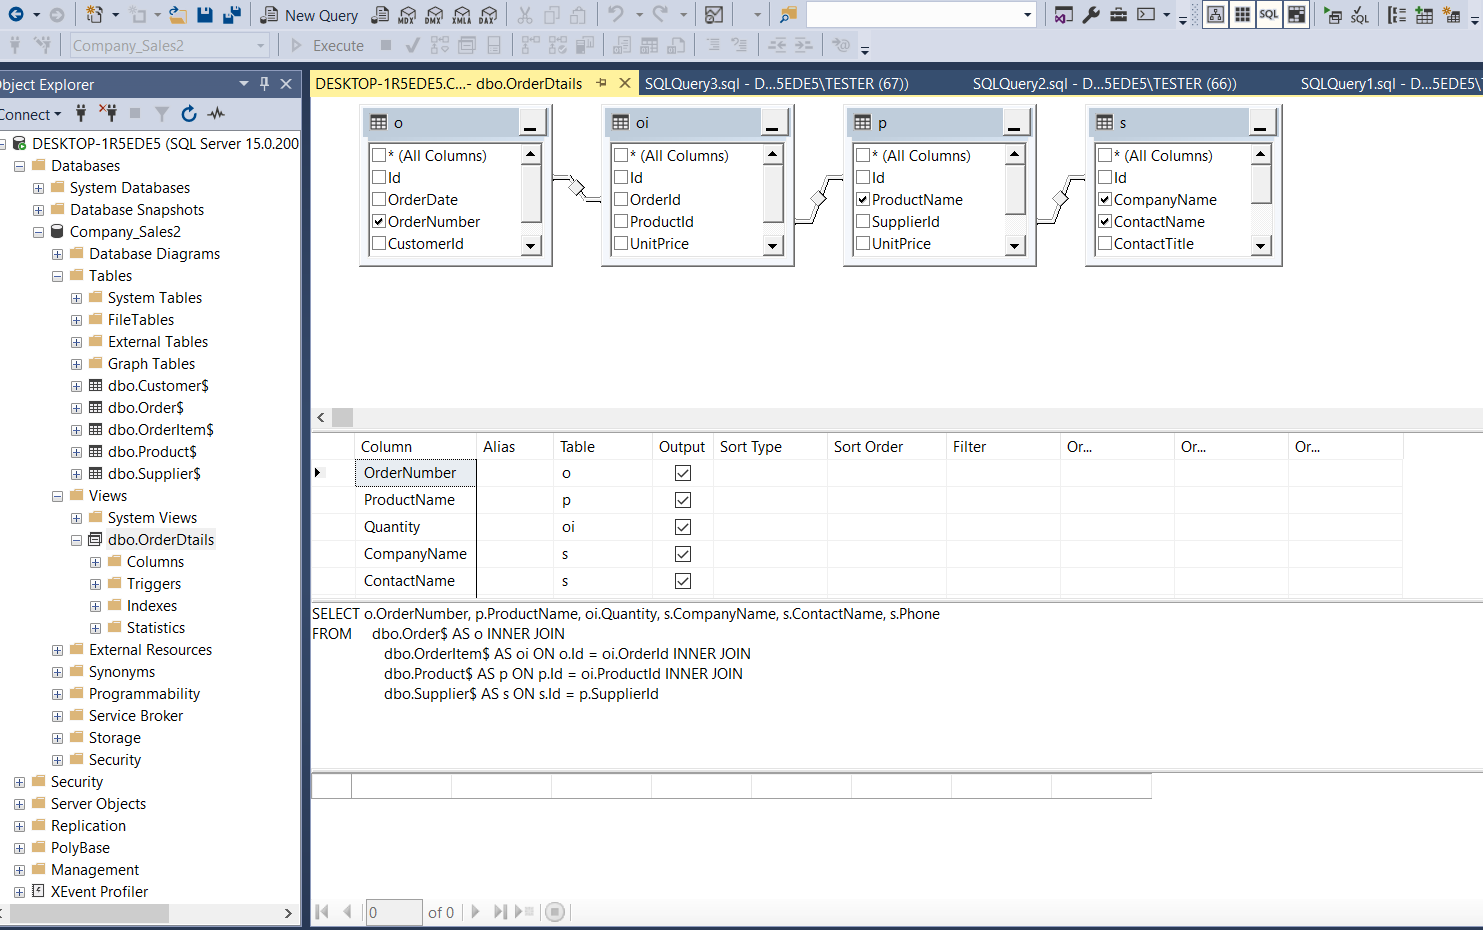 New Query
MDX
DMX
XMLA
DAX
SQL
SQL
Company_Sales2
Execute
bject Explorer
onnect
DESKTOP-1R5EDE5 (SQL Server 15.0.200
Databases
System Databases
Database Snapshots
Company_Sales2
Database Diagrams
Tables
System Tables
FileTables
External Tables
Graph Tables
dbo.Customer$
dbo.Order$
dbo.OrderItem$
dbo.Product$
dbo.Supplier$
Views
System Views
dbo.OrderDtails
Columns
Triggers
Indexes
Statistics
External Resources
Synonyms
Programmability
Service Broker
Storage
Security
Security
Server Objects
Replication
PolyBase
Management
XEvent Profiler
DESKTOP-1R5EDE5.C...- dbo.OrderDtails
SQLQuery3.sql - D...5EDE5\TESTER (67))
SQLQuery2.sql - D...5EDE5\TESTER (66))
SQLQuery1.sql - D...5EDE5\
o
* (All Columns)
Id
OrderDate
OrderNumber
CustomerId
oi
* (All Columns)
Id
OrderId
ProductId
UnitPrice
p
* (All Columns)
Id
ProductName
SupplierId
UnitPrice
s
* (All Columns)
Id
CompanyName
ContactName
ContactTitle
Column Alias Table Output Sort Type Sort Order Filter Or... Or... Or...
OrderNumber o
ProductName p
Quantity oi
CompanyName s
ContactName s
SELECT o.OrderNumber, p.ProductName, oi.Quantity, s.CompanyName, s.ContactName, s.Phone
FROM dbo.Order$ AS o INNER JOIN
dbo.OrderItem$ AS oi ON o.Id = oi.OrderId INNER JOIN
dbo.Product$ AS p ON p.Id = oi.ProductId INNER JOIN
dbo.Supplier$ AS s ON s.Id = p.SupplierId
0 of 0